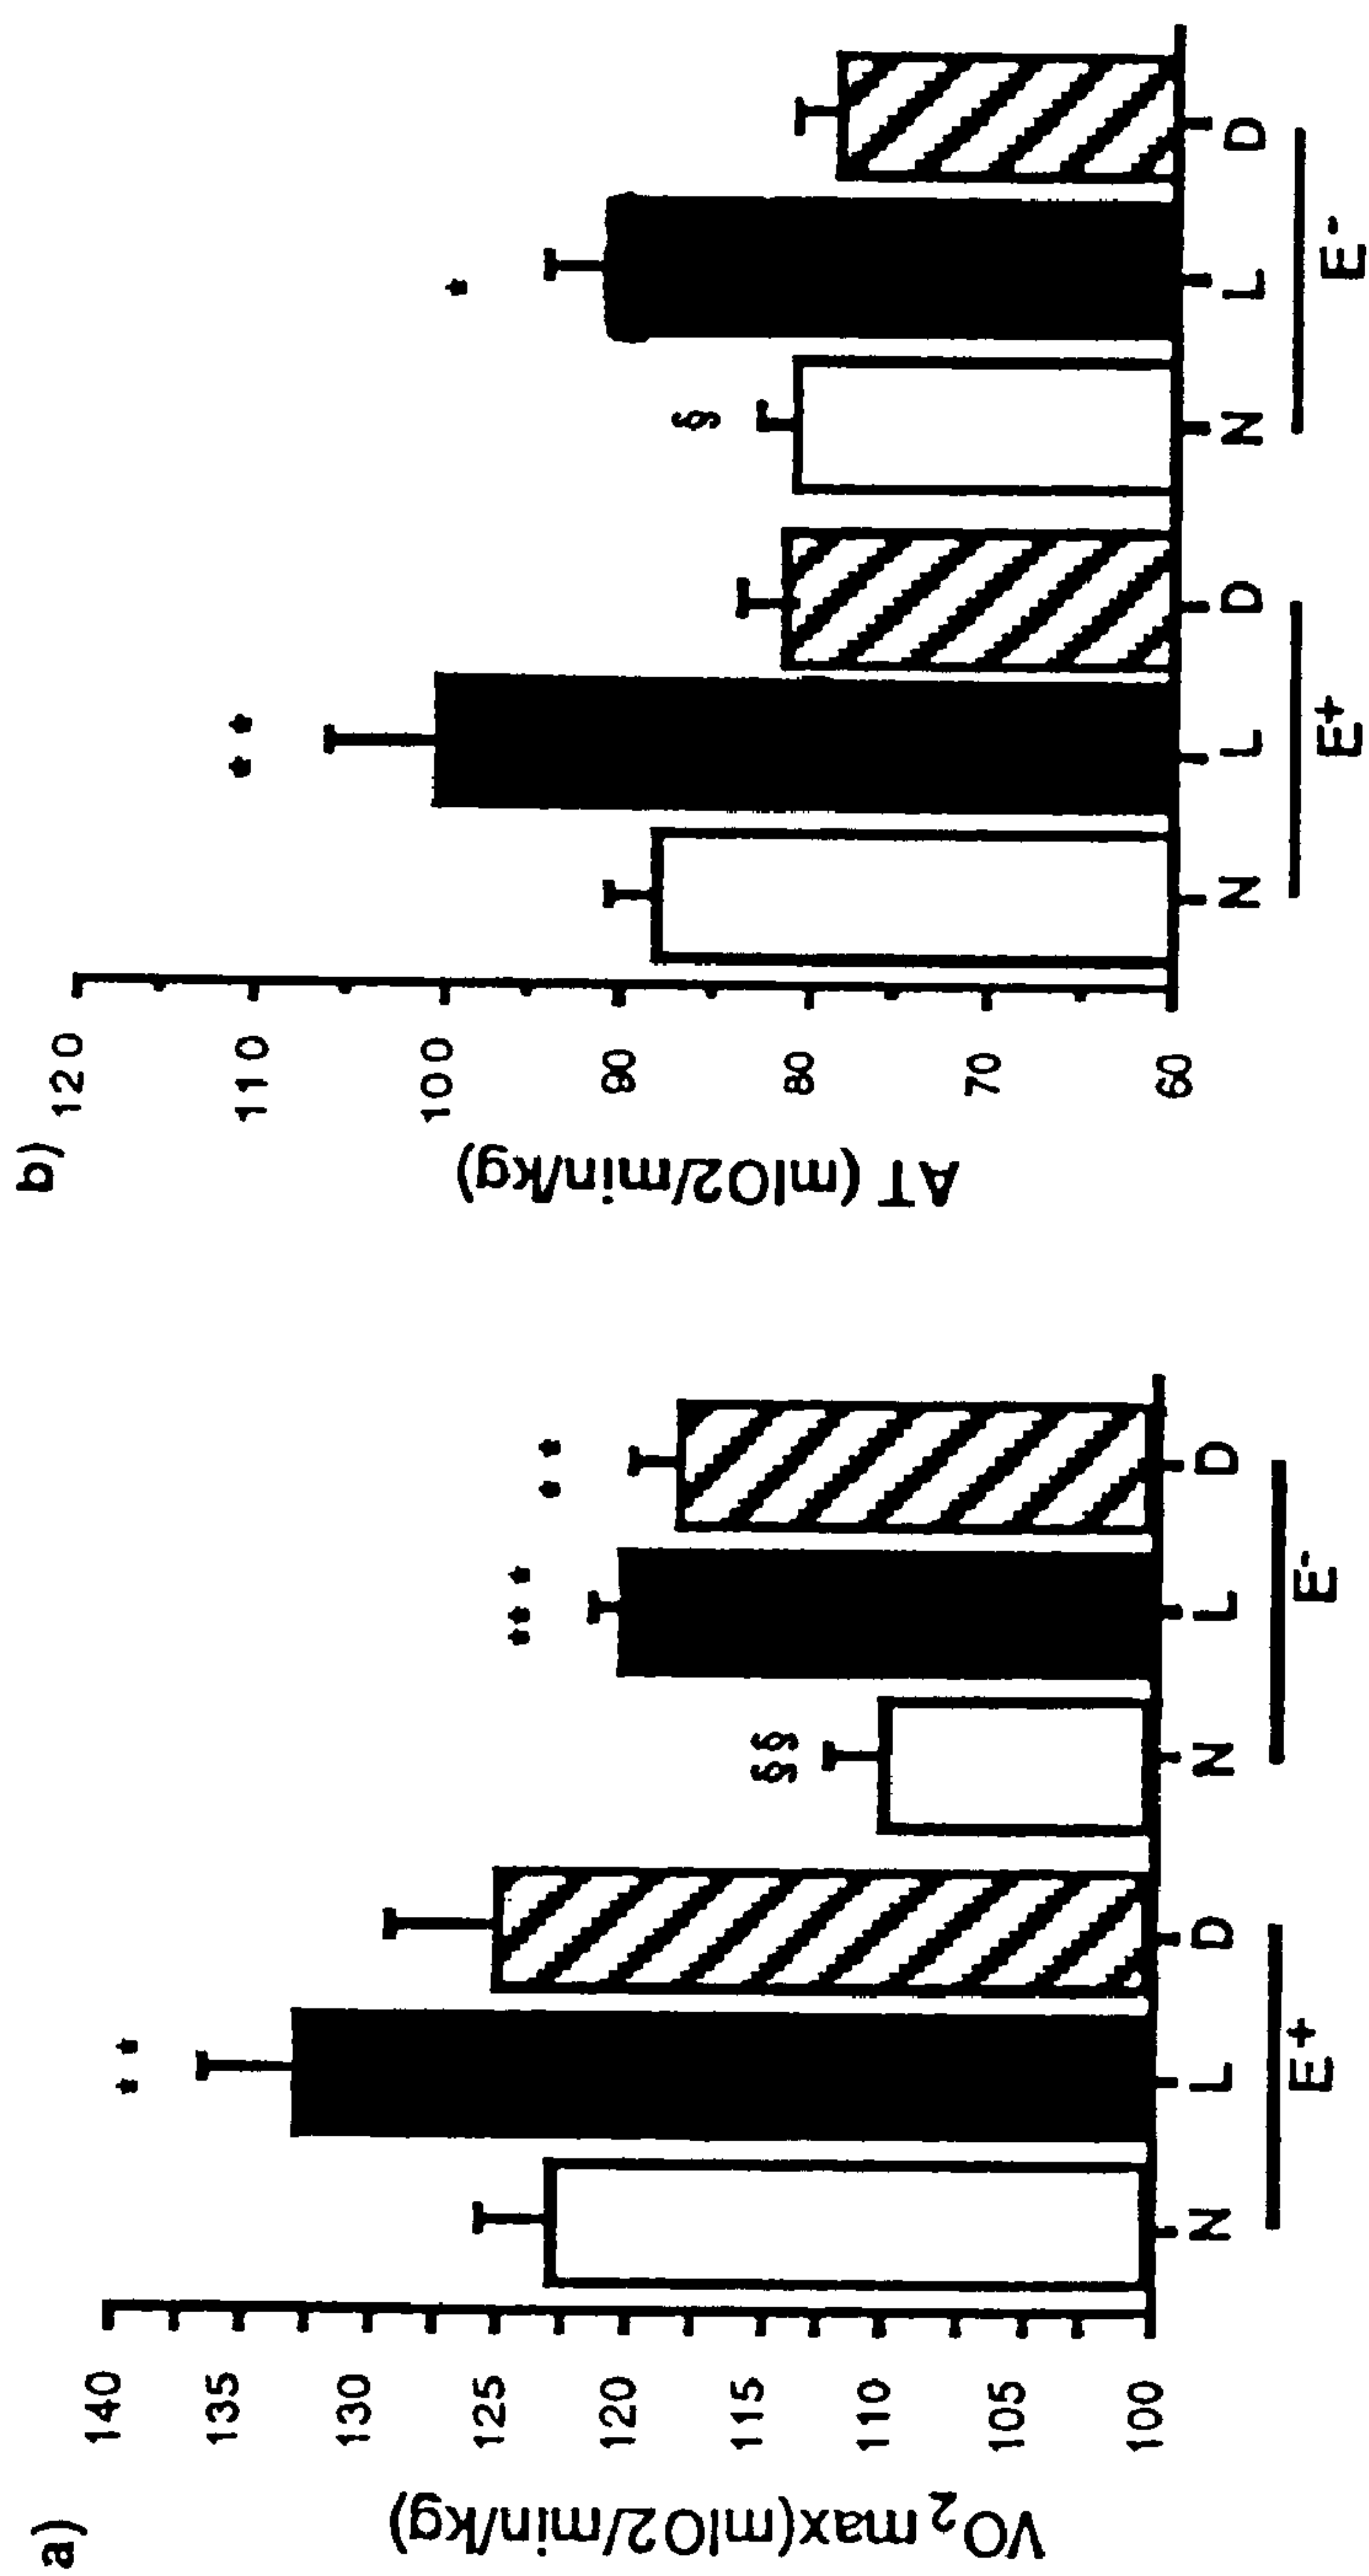 a)
VO2 max(mlO2/min/kg)
140
135
130
125
120
115
110
105
100
** 
§§
***
**
N L D N L D
E+ E-
b)
AT (mlO2/min/kg)
120
110
100
90
80
70
60
**
§
*
N L D N L D
E+ E-